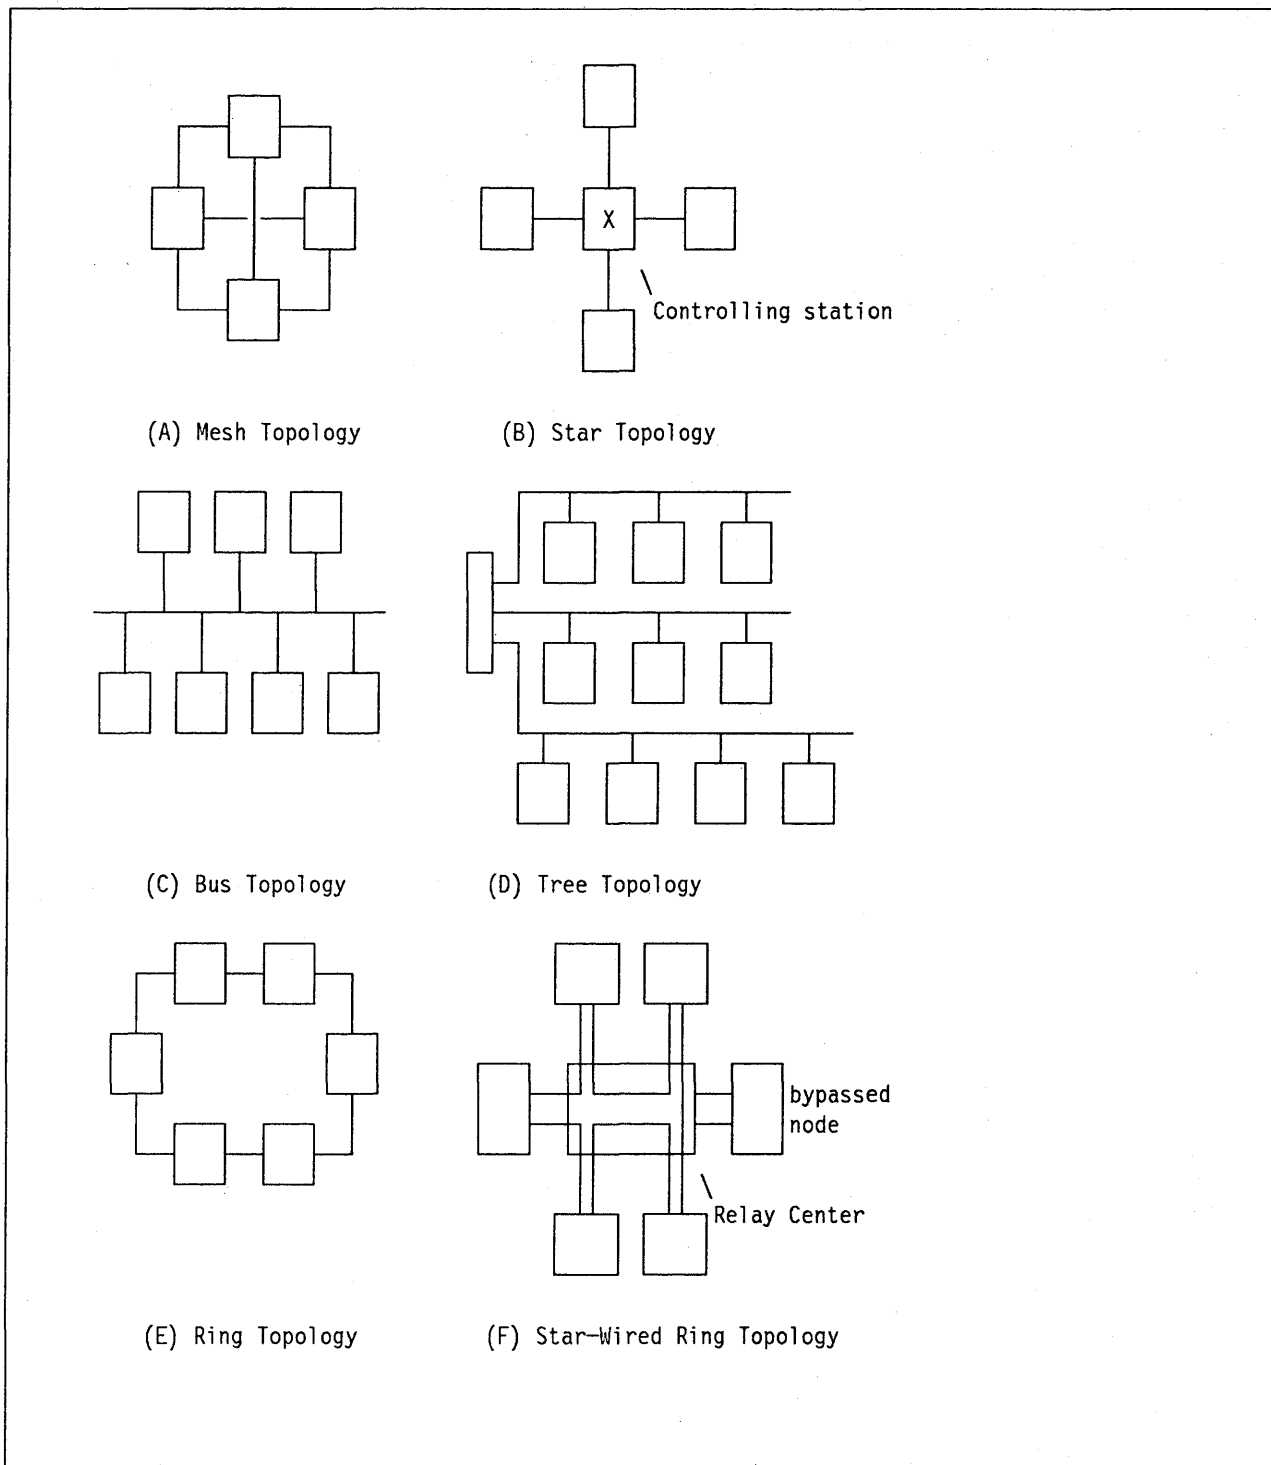 X
Controlling station
(A) Mesh Topology
(B) Star Topology
(C) Bus Topology
(D) Tree Topology
bypassed
node
Relay Center
(E) Ring Topology
(F) Star-Wired Ring Topology